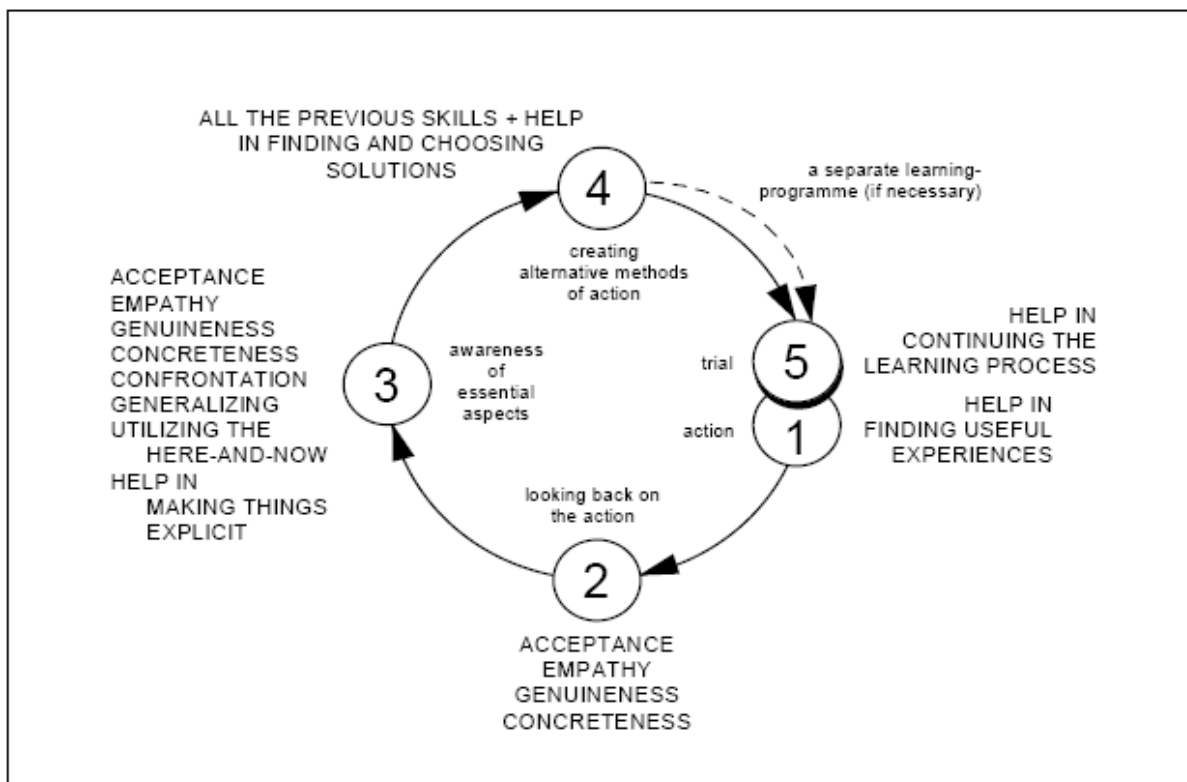 ALL THE PREVIOUS SKILLS + HELP
IN FINDING AND CHOOSING
SOLUTIONS
4
a separate learning-
programme (if necessary)
creating
alternative methods
of action
ACCEPTANCE
EMPATHY
GENUINENESS
CONCRETENESS
CONFRONTATION
GENERALIZING
UTILIZING THE
HERE-AND-NOW
HELP IN
MAKING THINGS
EXPLICIT
3
awareness
of
essential
aspects
trial
5
HELP IN
CONTINUING THE
LEARNING PROCESS
action
1
HELP IN
FINDING USEFUL
EXPERIENCES
looking back on
the action
2
ACCEPTANCE
EMPATHY
GENUINENESS
CONCRETENESS